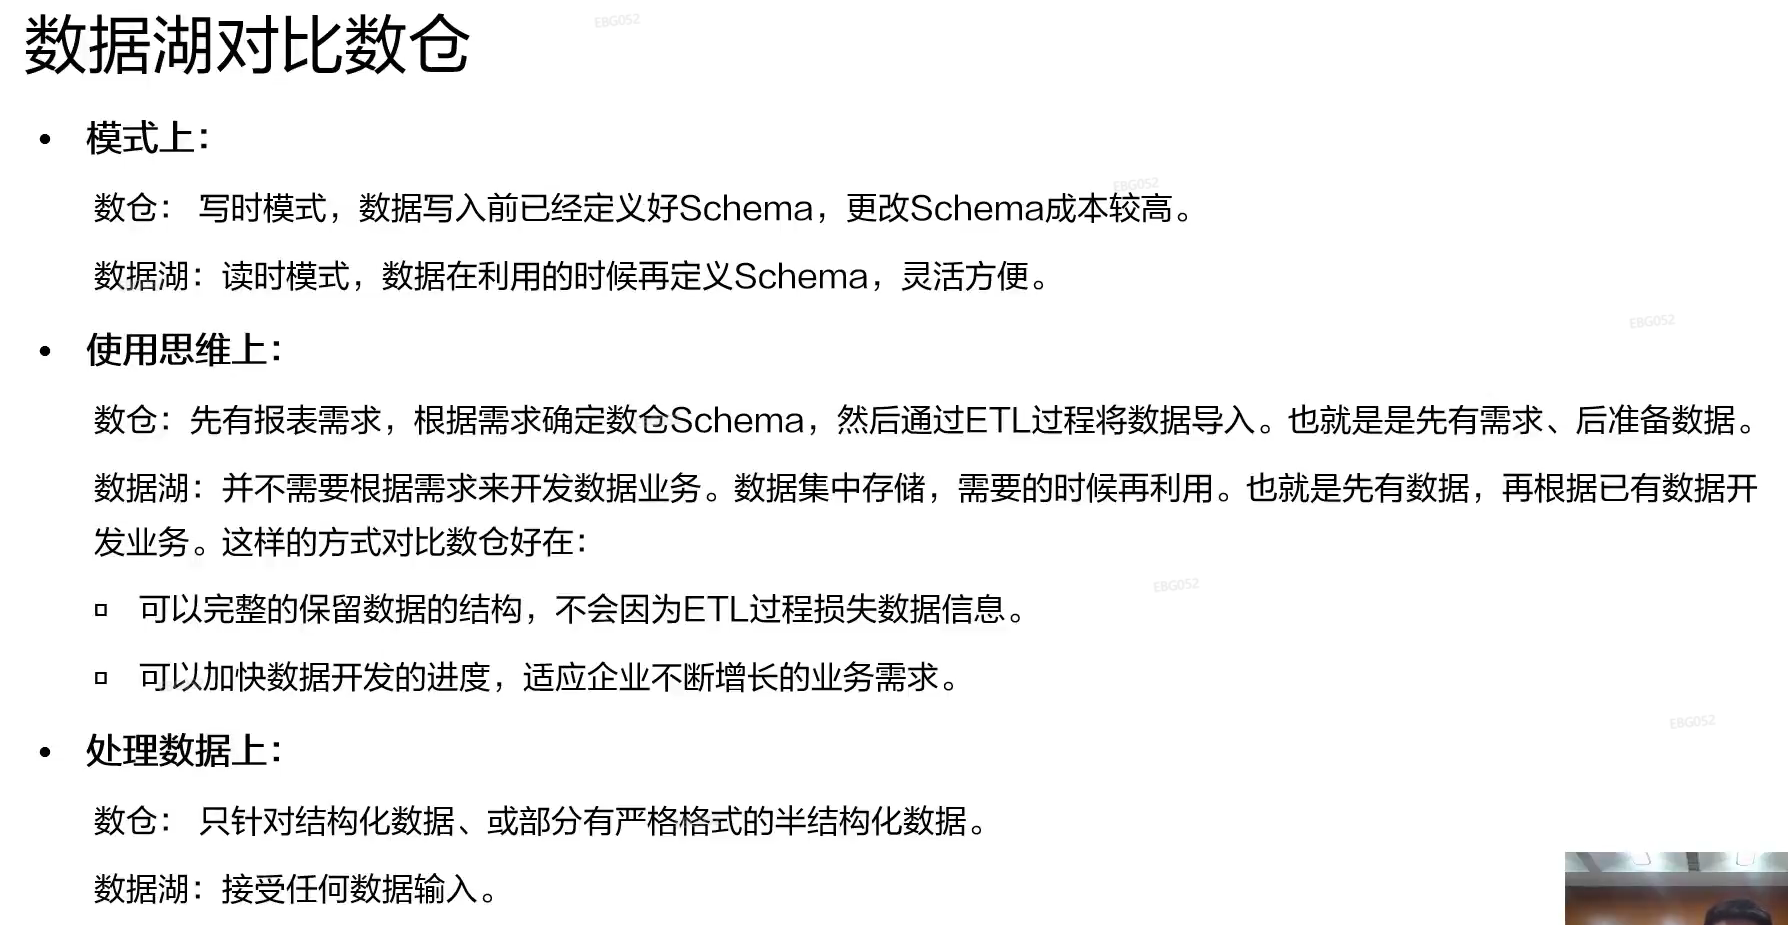 数据湖对比数仓
EBG052
• 模式上：
EBG052
数仓： 写时模式，数据写入前已经定义好Schema，更改Schema成本较高。
数据湖：读时模式，数据在利用的时候再定义Schema，灵活方便。
EBG052
• 使用思维上：
数仓：先有报表需求，根据需求确定数仓Schema，然后通过ETL过程将数据导入。也就是是先有需求、后准备数据。
数据湖：并不需要根据需求来开发数据业务。数据集中存储，需要的时候再利用。也就是先有数据，再根据已有数据开
发业务。这样的方式对比数仓好在：
EBG052
▫ 可以完整的保留数据的结构，不会因为ETL过程损失数据信息。
▫ 可以加快数据开发的进度，适应企业不断增长的业务需求。
EBG052
• 处理数据上：
数仓： 只针对结构化数据、或部分有严格格式的半结构化数据。
数据湖：接受任何数据输入。